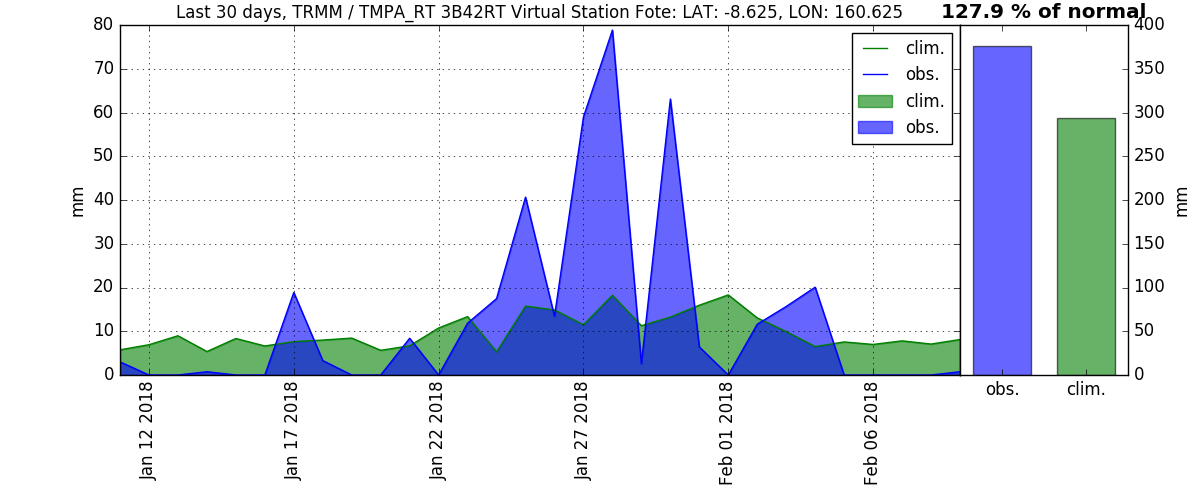 Last 30 days, TRMM / TMPA_RT 3B42RT Virtual Station Fote: LAT: -8.625, LON: 160.625
127.9 % of normal
clim.
obs.
clim.
obs.
80
70
60
50
40
30
20
10
0
mm
Jan 12 2018
Jan 17 2018
Jan 22 2018
Jan 27 2018
Feb 01 2018
Feb 06 2018
400
350
300
250
200
150
100
50
0
mm
obs.
clim.